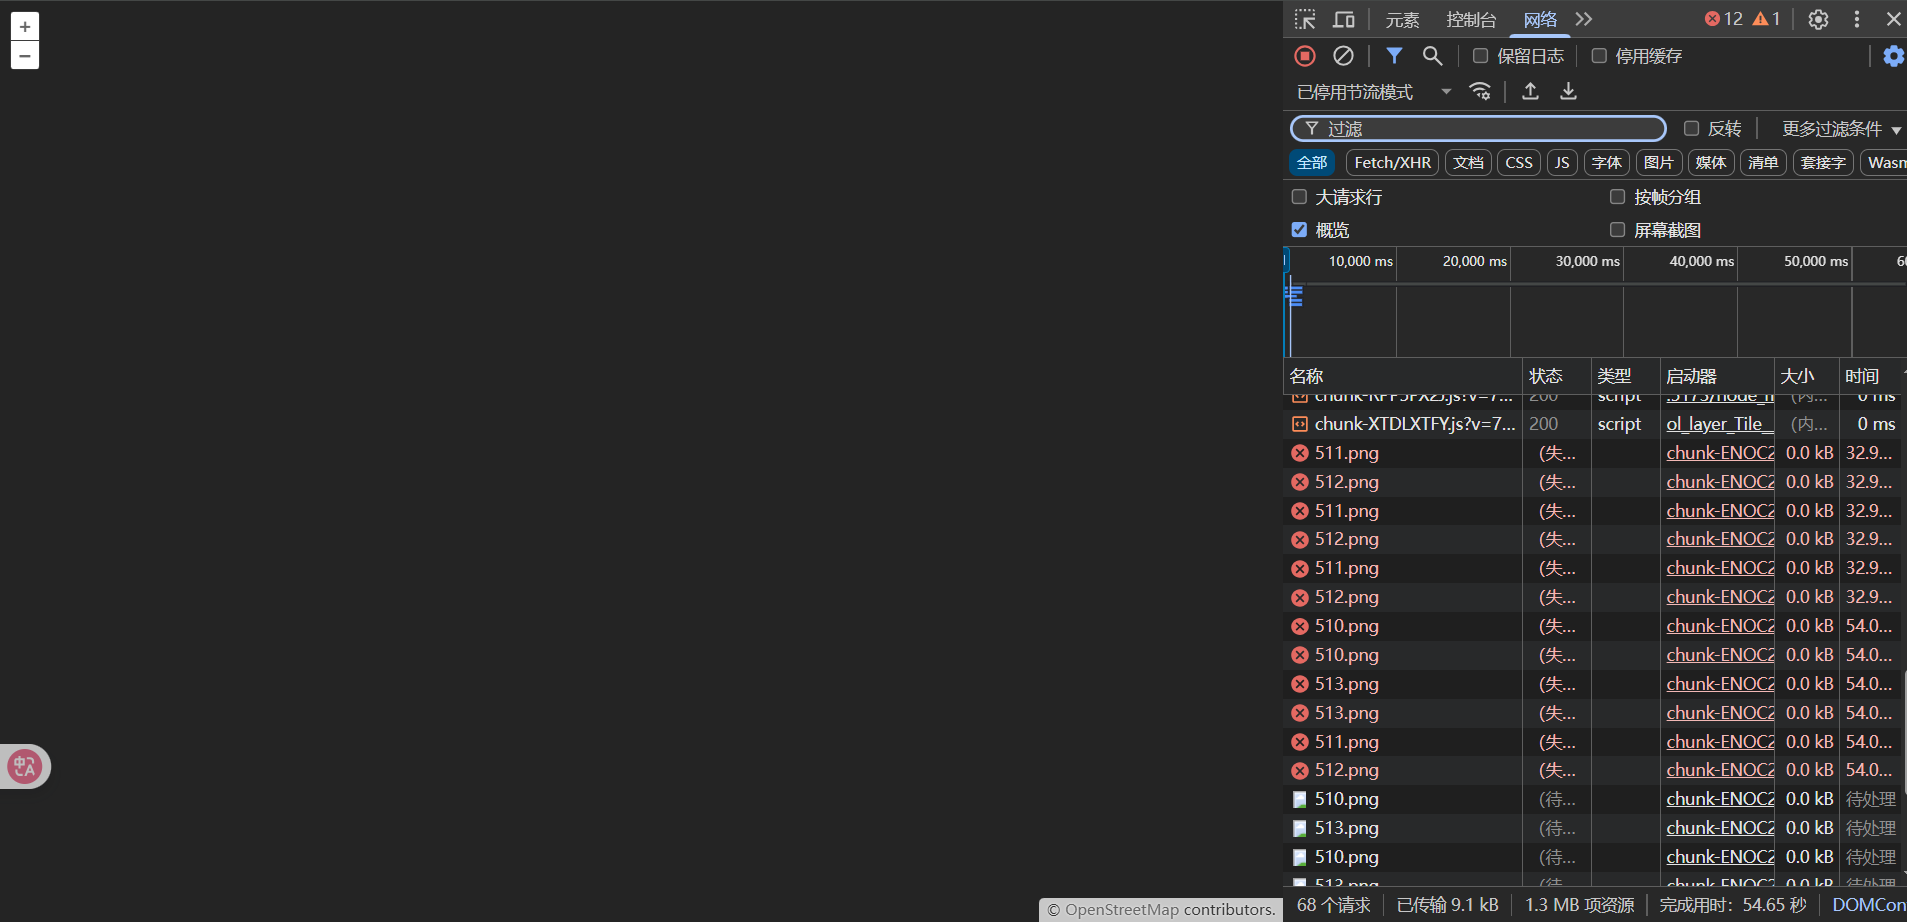 +
−
中 A
© OpenStreetMap contributors.
元素 控制台 网络 12 1
保留日志 停用缓存
已停用节流模式
过滤 反转 更多过滤条件
全部 Fetch/XHR 文档 CSS JS 字体 图片 媒体 清单 套接字 Wasm
大请求行 按帧分组
概览 屏幕截图
10,000 ms 20,000 ms 30,000 ms 40,000 ms 50,000 ms 60
名称 状态 类型 启动器 大小 时间
200 script (内... 0 ms
chunk-XTDLXTFY.js?v=7... 200 script ol_layer_Tile_ (内... 0 ms
511.png (失... chunk-ENOC2 0.0 kB 32.9...
512.png (失... chunk-ENOC2 0.0 kB 32.9...
511.png (失... chunk-ENOC2 0.0 kB 32.9...
512.png (失... chunk-ENOC2 0.0 kB 32.9...
511.png (失... chunk-ENOC2 0.0 kB 32.9...
512.png (失... chunk-ENOC2 0.0 kB 32.9...
510.png (失... chunk-ENOC2 0.0 kB 54.0...
510.png (失... chunk-ENOC2 0.0 kB 54.0...
513.png (失... chunk-ENOC2 0.0 kB 54.0...
513.png (失... chunk-ENOC2 0.0 kB 54.0...
511.png (失... chunk-ENOC2 0.0 kB 54.0...
512.png (失... chunk-ENOC2 0.0 kB 54.0...
510.png (待... chunk-ENOC2 0.0 kB 待处理
513.png (待... chunk-ENOC2 0.0 kB 待处理
510.png (待... chunk-ENOC2 0.0 kB 待处理
513.png (待... chunk-ENOC2 0.0 kB 待处理
68 个请求 已传输 9.1 kB 1.3 MB 项资源 完成用时：54.65 秒 DOMCon